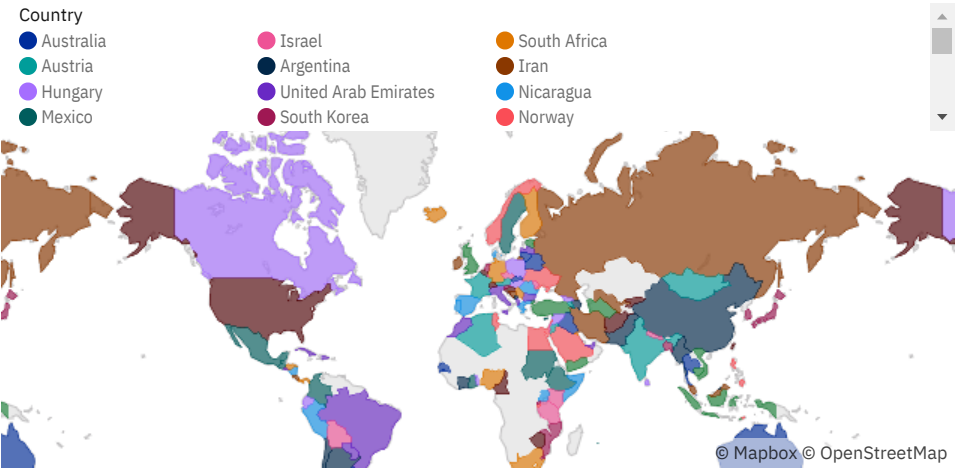 Country
Australia Israel South Africa
Austria Argentina Iran
Hungary United Arab Emirates Nicaragua
Mexico South Korea Norway
© Mapbox © OpenStreetMap